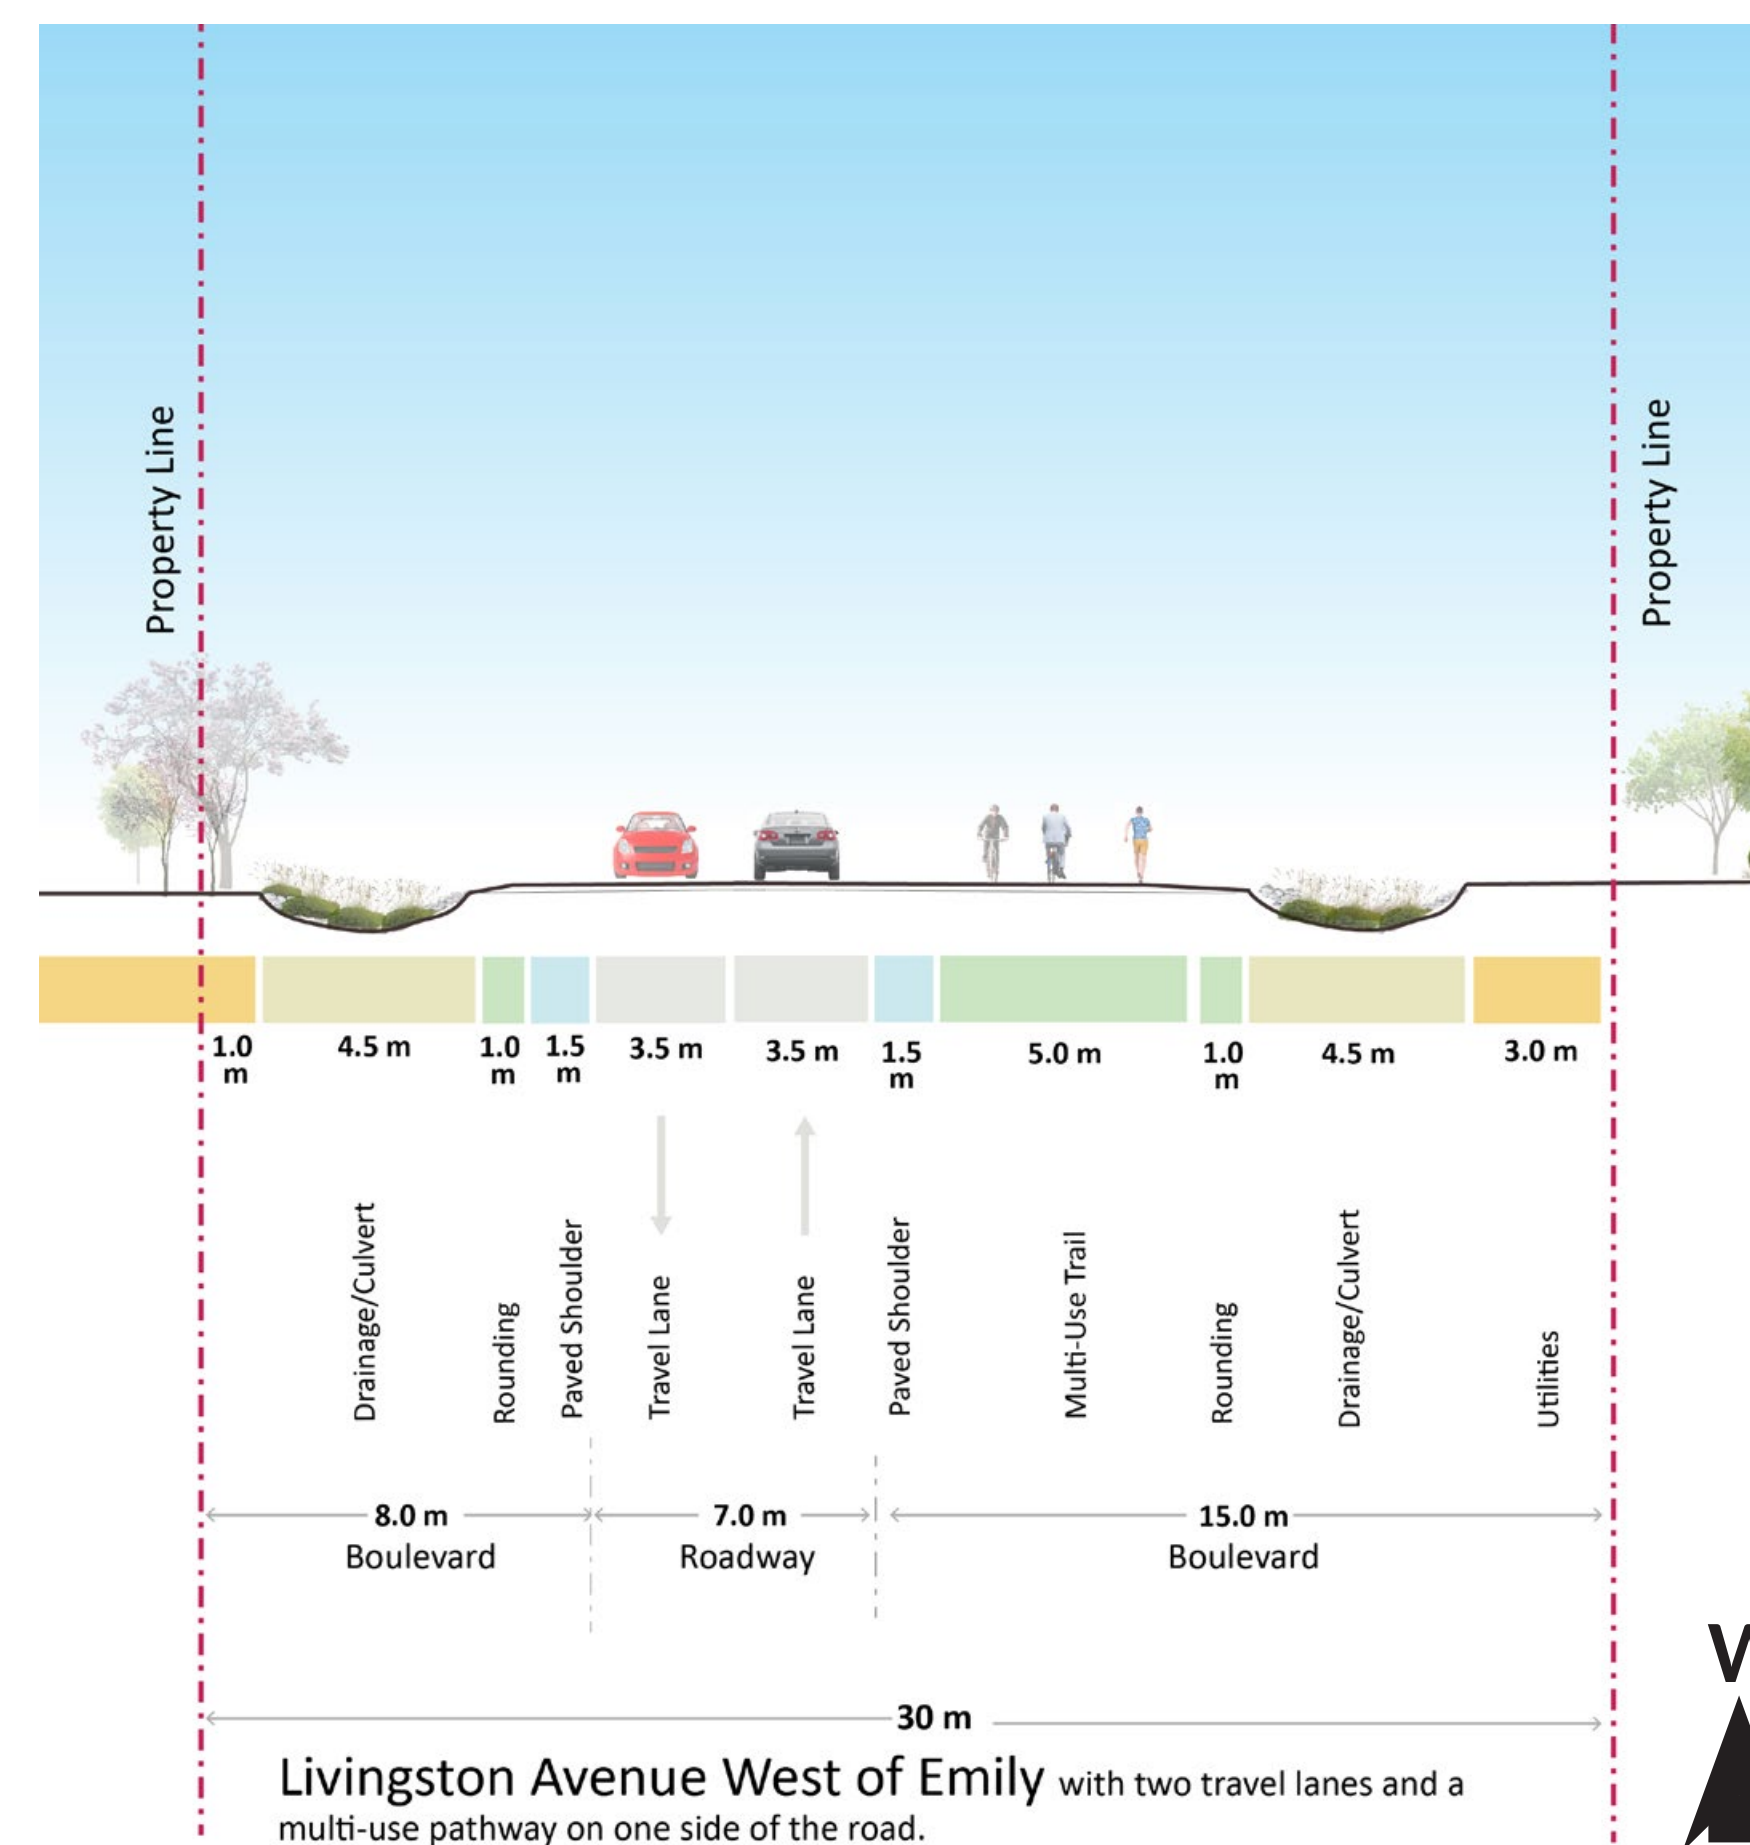 Property Line
Property Line
1.0
m
4.5 m
1.0
m
1.5
m
3.5 m
3.5 m
1.5
m
5.0 m
1.0
m
4.5 m
3.0 m
Drainage/Culvert
Rounding
Paved Shoulder
Travel Lane
Travel Lane
Paved Shoulder
Multi-Use Trail
Rounding
Drainage/Culvert
Utilities
8.0 m
Boulevard
7.0 m
Roadway
15.0 m
Boulevard
30 m
Livingston Avenue West of Emily with two travel lanes and a
multi-use pathway on one side of the road.